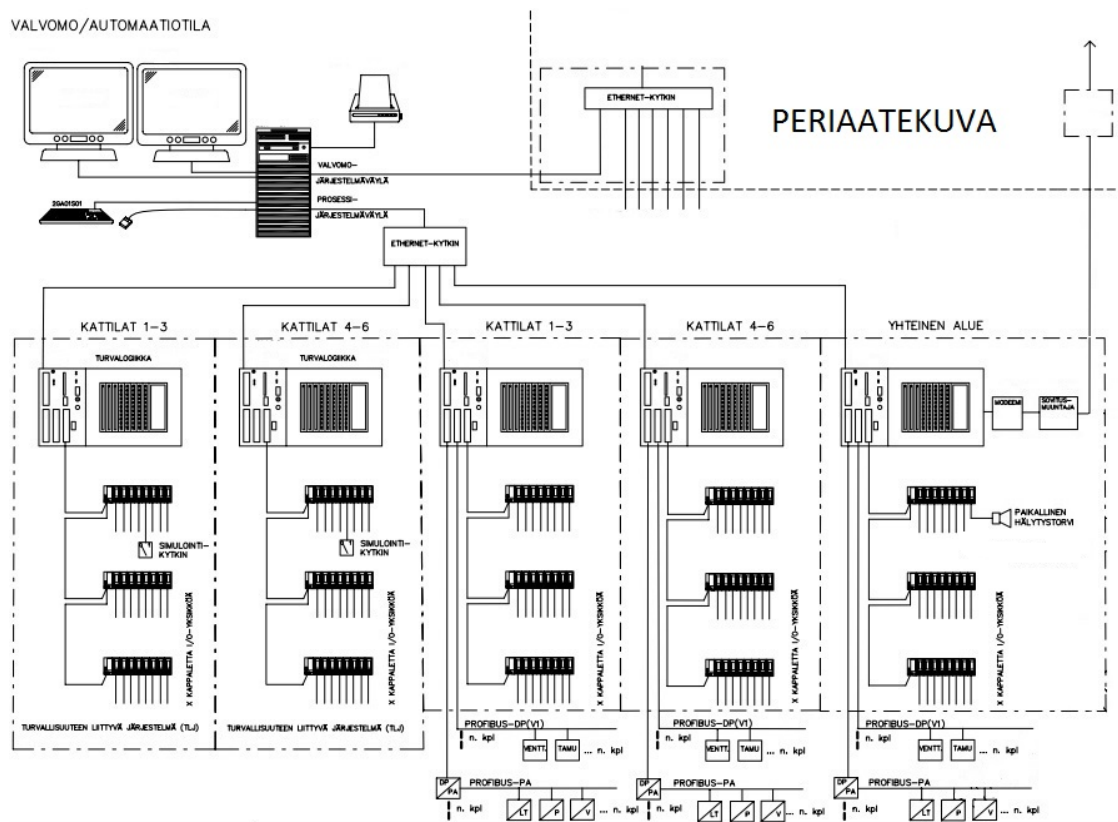 VALVOMO/AUTOMAATIOTILA
ETHERNET-KYTKIN
PERIAATEKUVA
VALVOMO-
JÄRJESTELMÄVÄYLÄ
PROSESSI-
JÄRJESTELMÄVÄYLÄ
20A01S01
ETHERNET-KYTKIN
KATTILAT 1-3
KATTILAT 4-6
KATTILAT 1-3
KATTILAT 4-6
YHTEINEN ALUE
TURVALOGIIKKA
TURVALOGIIKKA
MODEEMI
SOVITUS-
MUUNTAJA
SIMULOINTI-
KYTKIN
SIMULOINTI-
KYTKIN
PAIKALLINEN
HÄLYTYSTORVI
X KAPPALETTA I/O-YKSIKKÖÄ
X KAPPALETTA I/O-YKSIKKÖÄ
X KAPPALETTA I/O-YKSIKKÖÄ
X KAPPALETTA I/O-YKSIKKÖÄ
X KAPPALETTA I/O-YKSIKKÖÄ
TURVALLISUUTEEN LIITTYVÄ JÄRJESTELMÄ (TLJ)
TURVALLISUUTEEN LIITTYVÄ JÄRJESTELMÄ (TLJ)
PROFIBUS-DP(V1)
n. kpl
VENTT.
TAMU
... n. kpl
PROFIBUS-DP(V1)
n. kpl
VENTT.
TAMU
... n. kpl
PROFIBUS-DP(V1)
n. kpl
VENTT.
TAMU
... n. kpl
DP
PA
PROFIBUS-PA
n. kpl
LT
P
V
... n. kpl
DP
PA
PROFIBUS-PA
n. kpl
LT
P
V
... n. kpl
DP
PA
PROFIBUS-PA
n. kpl
LT
P
V
... n. kpl